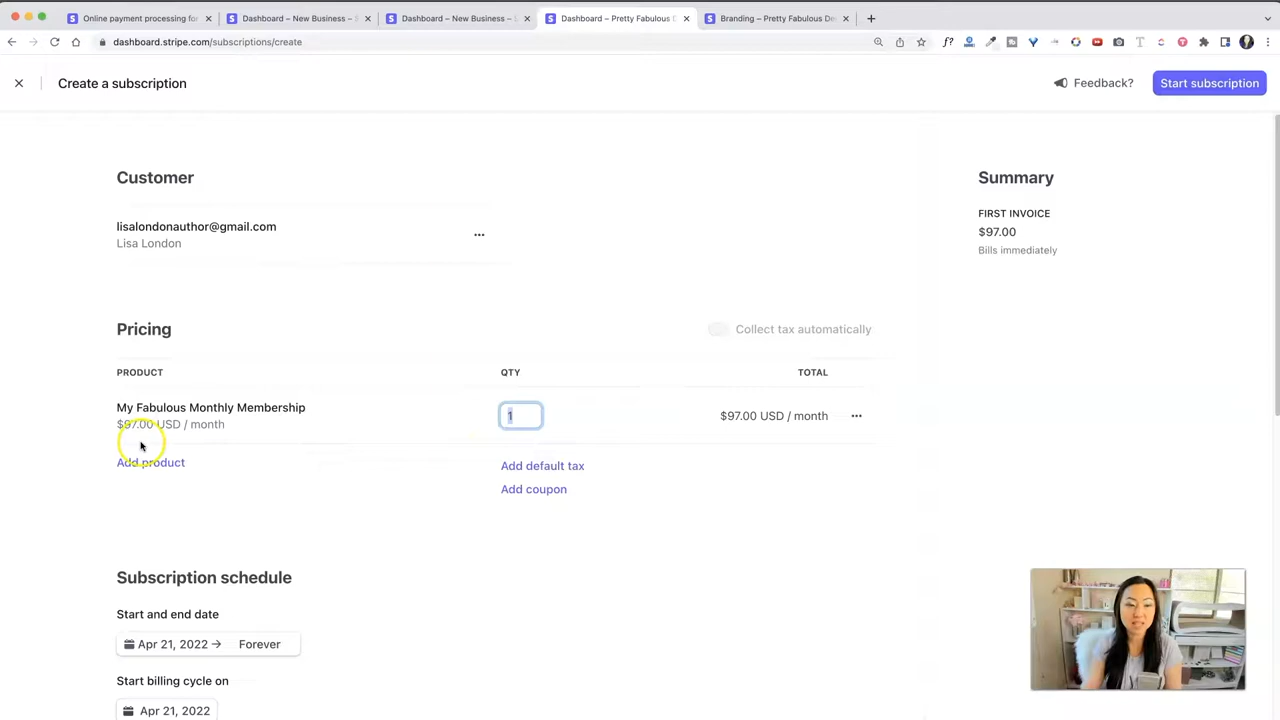 Online payment processing for
Dashboard – New Business – S
Dashboard – New Business – L
Dashboard – Pretty Fabulous D
Branding – Pretty Fabulous De
dashboard.stripe.com/subscriptions/create
Create a subscription
Feedback?
Start subscription
Customer
lisalondonauthor@gmail.com
Lisa London
Summary
FIRST INVOICE
$97.00
Bills immediately
Pricing
Collect tax automatically
PRODUCT QTY TOTAL
My Fabulous Monthly Membership
$97.00 USD / month
1
$97.00 USD / month
Add product
Add default tax
Add coupon
Subscription schedule
Start and end date
Apr 21, 2022 → Forever
Start billing cycle on
Apr 21, 2022